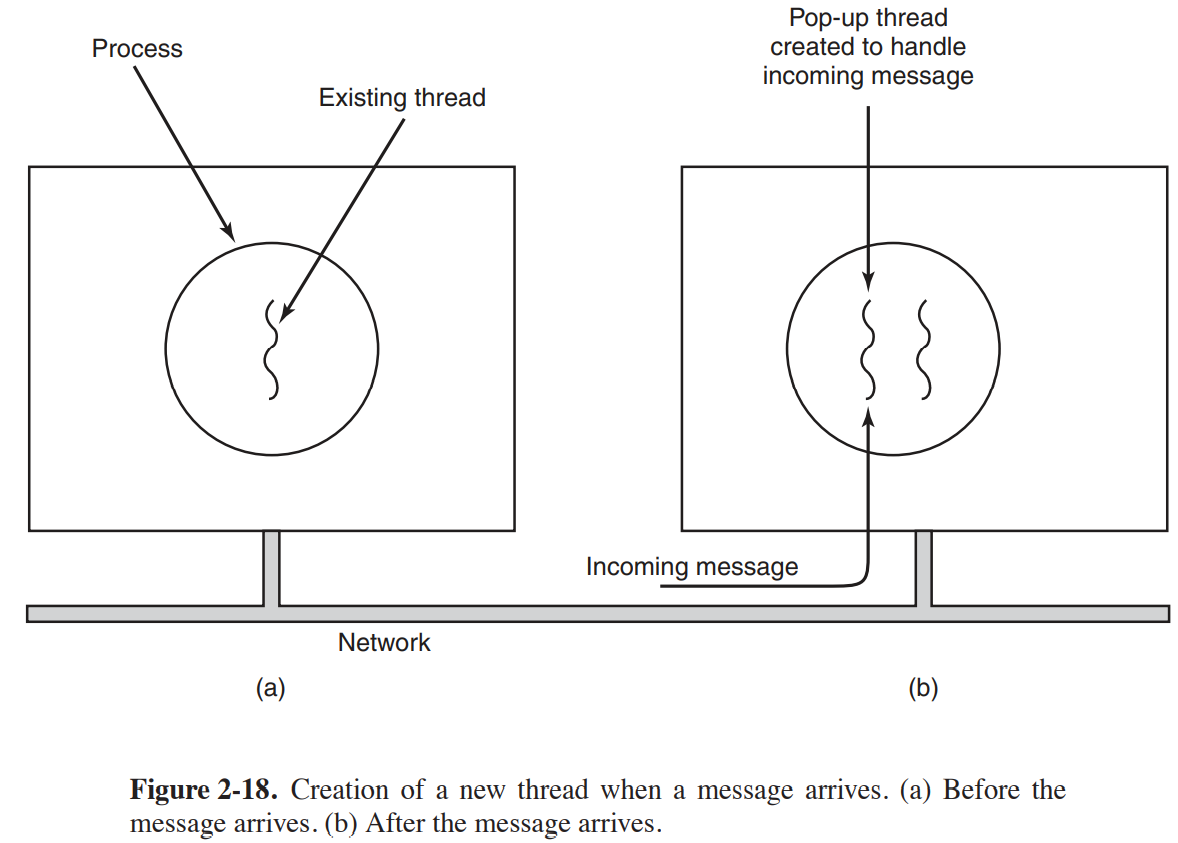 Process
Existing thread
Pop-up thread
created to handle
incoming message
Incoming message
Network
(a)
(b)
Figure 2-18. Creation of a new thread when a message arrives. (a) Before the
message arrives. (b) After the message arrives.